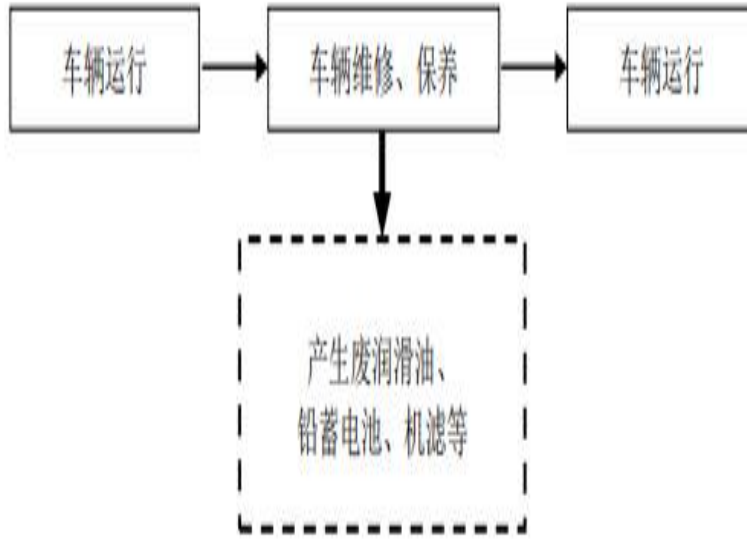 车辆运行
车辆维修、保养
车辆运行
产生废润滑油、
铅蓄电池、机滤等